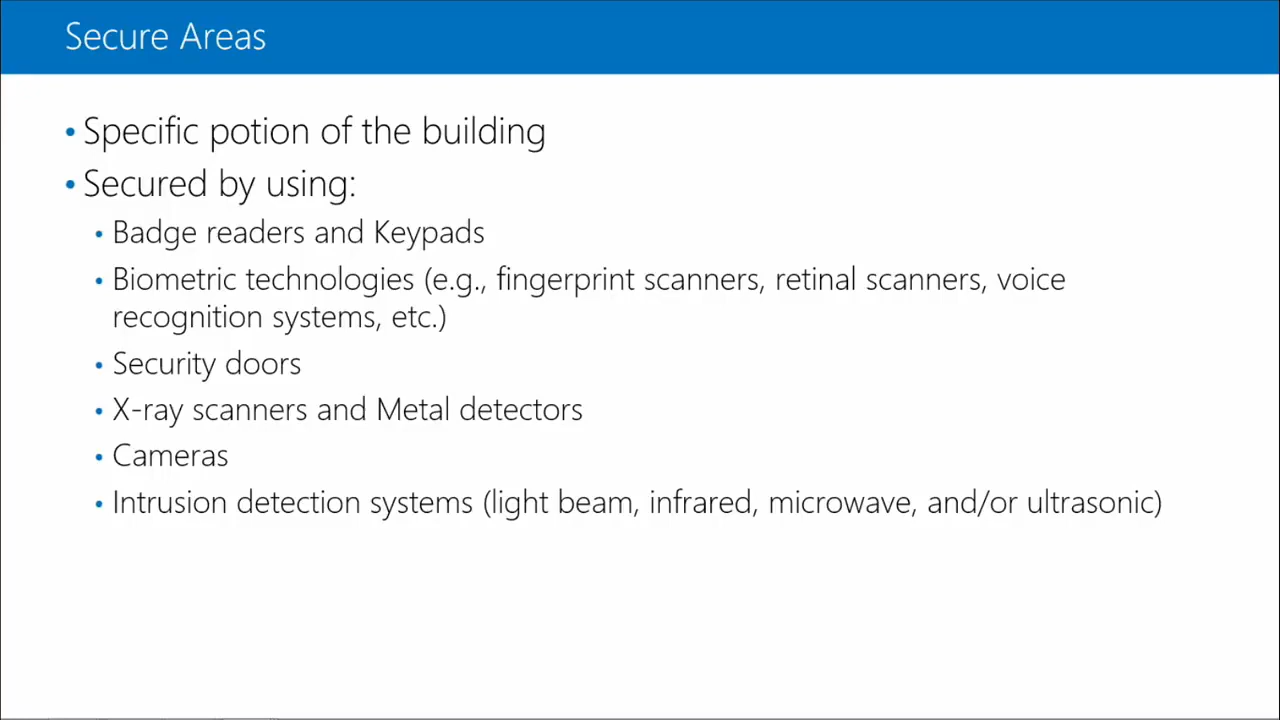 Secure Areas
• Specific potion of the building
• Secured by using:
• Badge readers and Keypads
• Biometric technologies (e.g., fingerprint scanners, retinal scanners, voice
recognition systems, etc.)
• Security doors
• X-ray scanners and Metal detectors
• Cameras
• Intrusion detection systems (light beam, infrared, microwave, and/or ultrasonic)